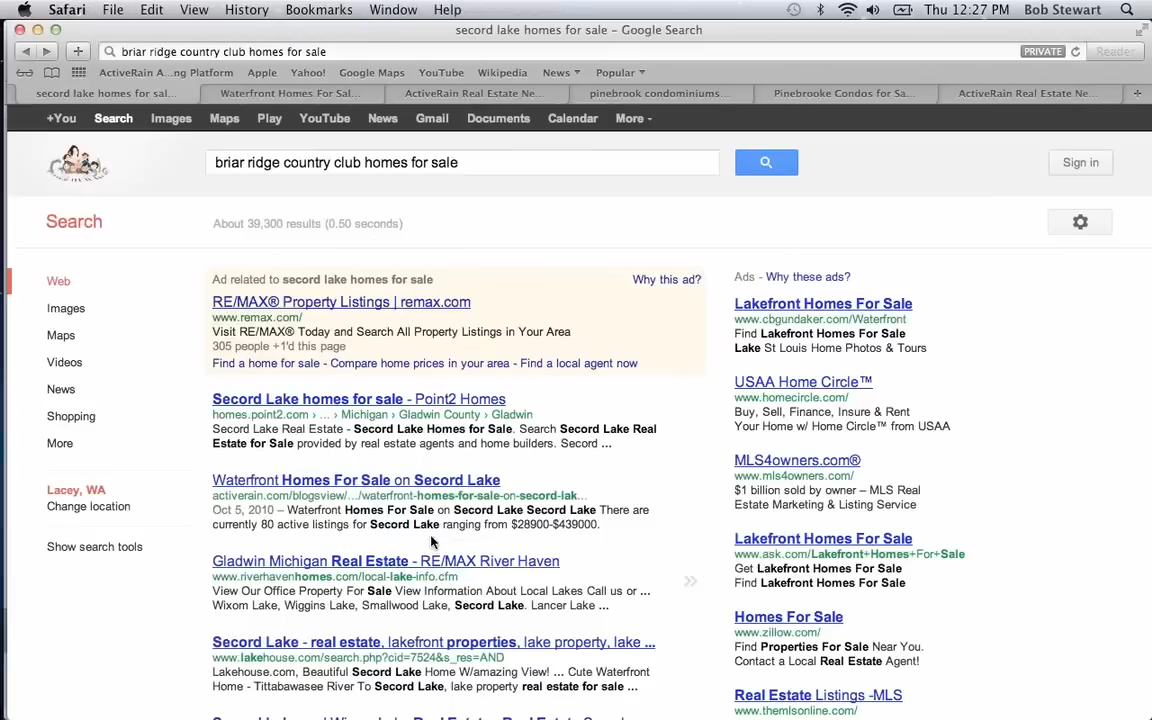 Safari File Edit View History Bookmarks Window Help Thu 12:27 PM Bob Stewart
secord lake homes for sale – Google Search
briar ridge country club homes for sale PRIVATE Reader
ActiveRain A...ng Platform Apple Yahoo! Google Maps YouTube Wikipedia News Popular
secord lake homes for sal... Waterfront Homes For Sal... ActiveRain Real Estate Ne... pinebrook condominiums... Pinebrooke Condos for Sa... ActiveRain Real Estate Ne...
+You Search Images Maps Play YouTube News Gmail Documents Calendar More
briar ridge country club homes for sale
Sign in
Search
About 39,300 results (0.50 seconds)
Web
Images
Maps
Videos
News
Shopping
More
Lacey, WA
Change location
Show search tools
Ad related to secord lake homes for sale Why this ad?
RE/MAX® Property Listings | remax.com
www.remax.com/
Visit RE/MAX® Today and Search All Property Listings in Your Area
305 people +1'd this page
Find a home for sale - Compare home prices in your area - Find a local agent now
Secord Lake homes for sale - Point2 Homes
homes.point2.com › ... › Michigan › Gladwin County › Gladwin
Secord Lake Real Estate - Secord Lake Homes for Sale. Search Secord Lake Real
Estate for Sale provided by real estate agents and home builders. Secord ...
Waterfront Homes For Sale on Secord Lake
activerain.com/blogsview/.../waterfront-homes-for-sale-on-secord-lak...
Oct 5, 2010 – Waterfront Homes For Sale on Secord Lake Secord Lake There are
currently 80 active listings for Secord Lake ranging from $28900-$439000.
Gladwin Michigan Real Estate - RE/MAX River Haven
www.riverhavenhomes.com/local-lake-info.cfm
View Our Office Property For Sale View Information About Local Lakes Call us or ...
Wixom Lake, Wiggins Lake, Smallwood Lake, Secord Lake. Lancer Lake ...
Secord Lake - real estate, lakefront properties, lake property, lake ...
www.lakehouse.com/search.php?cid=7524&s_res=AND
Lakehouse.com, Beautiful Secord Lake Home W/amazing View! ... Cute Waterfront
Home - Tittabawasee River To Secord Lake, lake property real estate for sale ...
Ads - Why these ads?
Lakefront Homes For Sale
www.cbgundaker.com/Waterfront
Find Lakefront Homes For Sale
Lake St Louis Home Photos & Tours
USAA Home Circle™
www.homecircle.com/
Buy, Sell, Finance, Insure & Rent
Your Home w/ Home Circle™ from USAA
MLS4owners.com®
www.mls4owners.com/
$1 billion sold by owner – MLS Real
Estate Marketing & Listing Service
Lakefront Homes For Sale
www.ask.com/Lakefront+Homes+For+Sale
Get Lakefront Homes For Sale
Find Lakefront Homes For Sale
Homes For Sale
www.zillow.com/
Find Properties For Sale Near You.
Contact a Local Real Estate Agent!
Real Estate Listings -MLS
www.themlsonline.com/